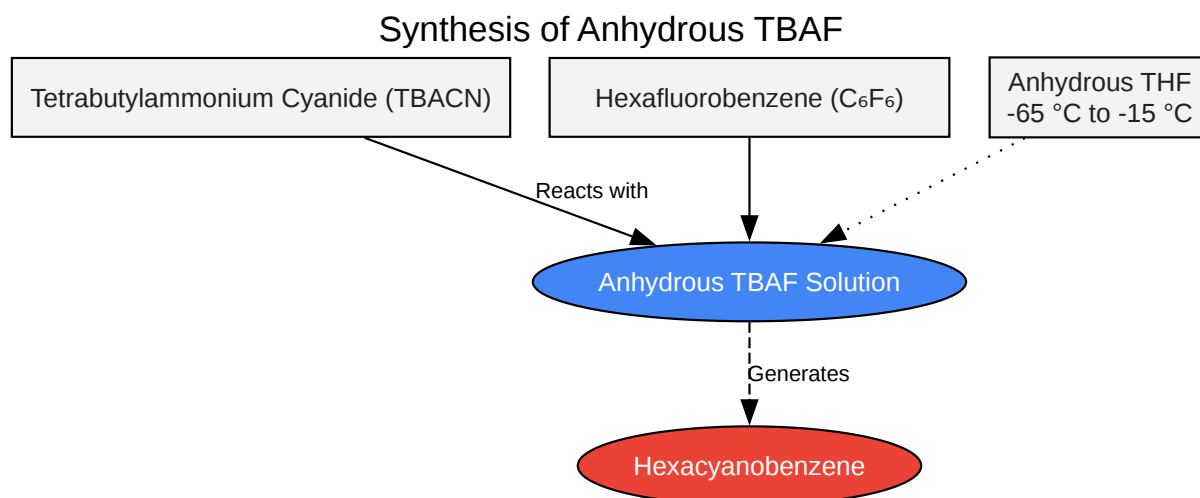 Synthesis of Anhydrous TBAF
Tetrabutylammonium Cyanide (TBACN)
Hexafluorobenzene (C₆F₆)
Anhydrous THF
-65 °C to -15 °C
Reacts with
Anhydrous TBAF Solution
Generates
Hexacyanobenzene